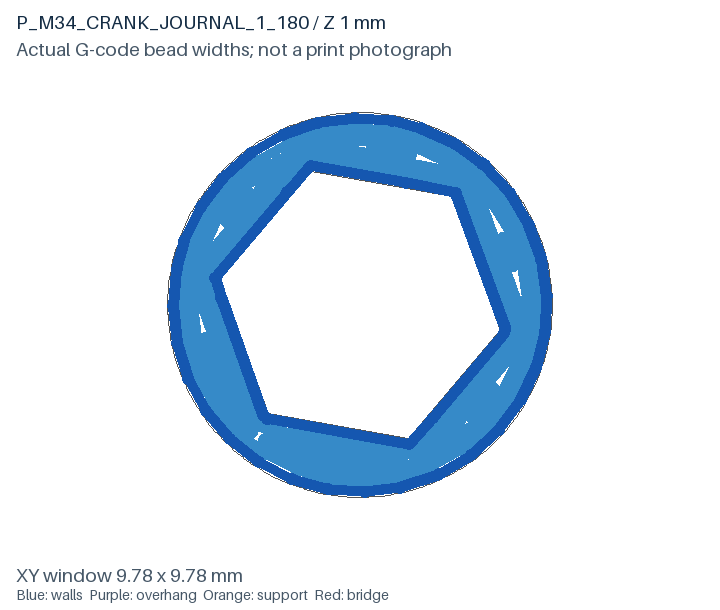 P_M34_CRANK_JOURNAL_1_180 / Z 1 mm
Actual G-code bead widths; not a print photograph
XY window 9.78 x 9.78 mm
Blue: walls  Purple: overhang  Orange: support  Red: bridge